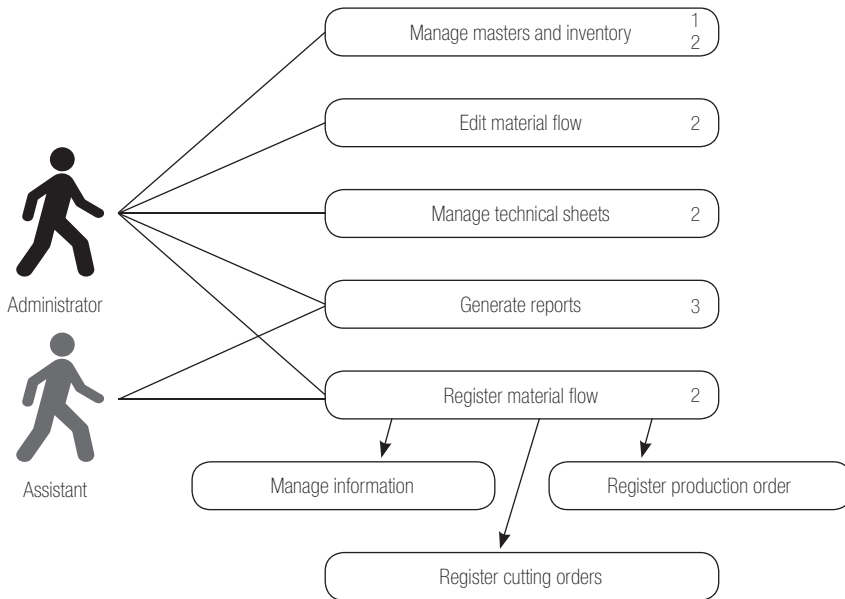 Manage masters and inventory 1
2
Edit material flow 2
Manage technical sheets 2
Administrator
Generate reports 3
Register material flow 2
Assistant
Manage information
Register production order
Register cutting orders